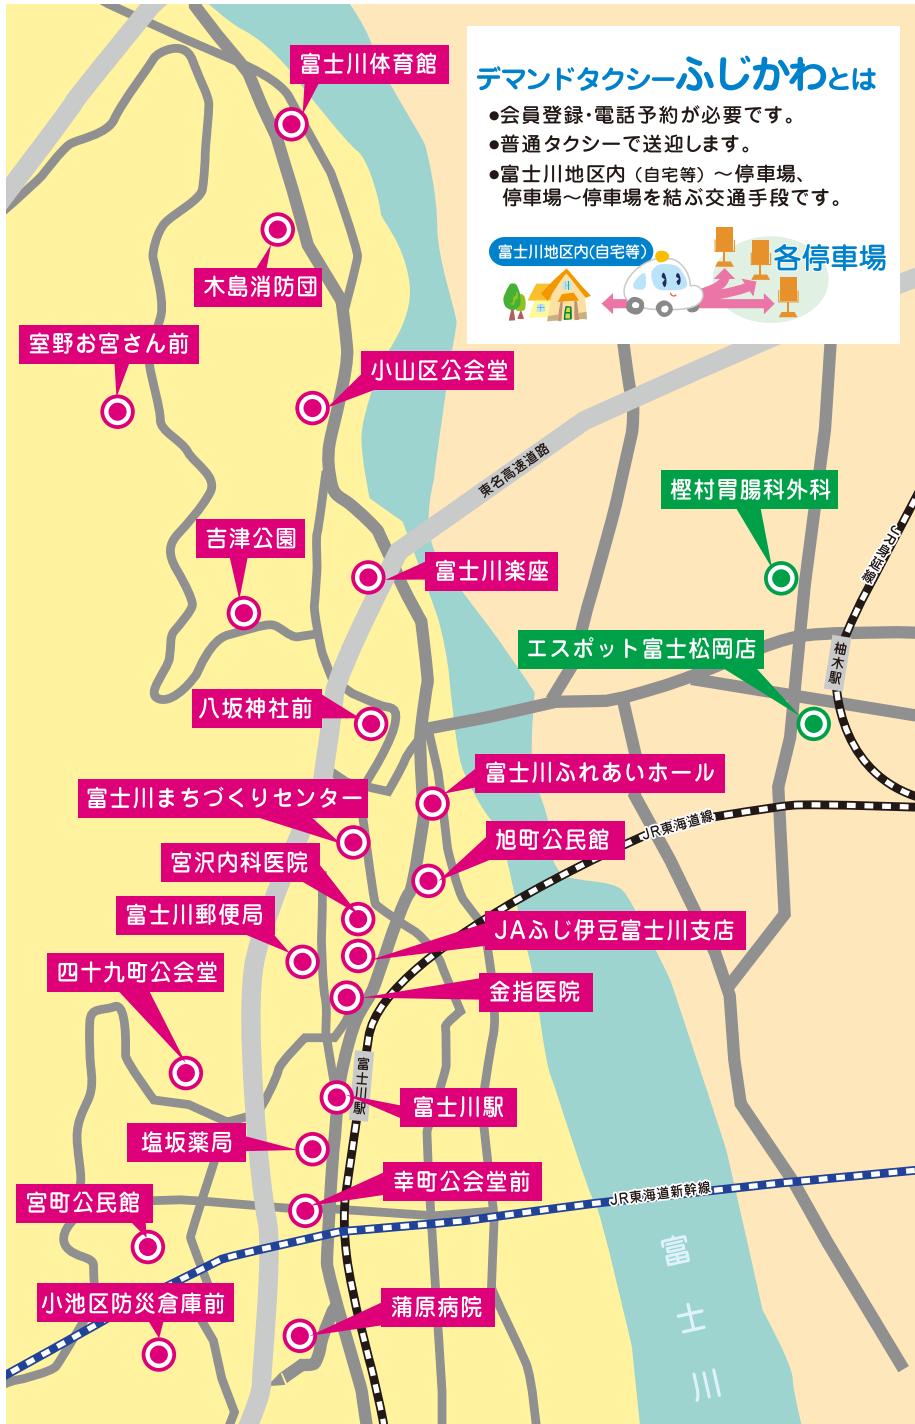 富士川体育館
デマンドタクシーふじかわとは
●会員登録・電話予約が必要です。
●普通タクシーで送迎します。
●富士川地区内（自宅等）～停車場、
停車場～停車場を結ぶ交通手段です。
富士川地区内(自宅等)
各停車場
木島消防団
室野お宮さん前
小山区公会堂
東名高速道路
樫村胃腸科外科
吉津公園
富士川楽座
JR身延線
エスポット富士松岡店
柚木駅
八坂神社前
富士川ふれあいホール
富士川まちづくりセンター
JR東海道線
旭町公民館
宮沢内科医院
富士川郵便局
JAふじ伊豆富士川支店
四十九町公会堂
金指医院
富士川駅
富士川駅
塩坂薬局
幸町公会堂前
宮町公民館
JR東海道新幹線
富士川
小池区防災倉庫前
蒲原病院